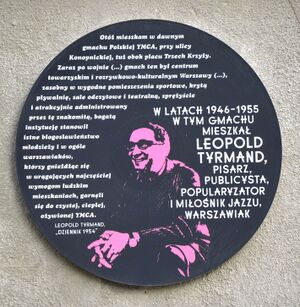 Otóż mieszkam w dawnym
gmachu Polskiej YMCA, przy ulicy
Konopnickiej, tuż obok placu Trzech Krzyży.
Zaraz po wojnie (...) gmach ten był centrum
towarzyskim i rozrywkowo-kulturalnym Warszawy (...),
zasobny w wygodne pomieszczenia sportowe, krytą
pływalnię, sale odczytowe i teatralną, sprężyście
i atrakcyjnie administrowany
przez tę znakomitą, bogatą
instytucję stanowił
istne błogosławieństwo
młodzieży i w ogóle
warszawiaków,
którzy gnieżdżąc się
w urągających najczęściej
wymogom ludzkim
mieszkaniach, garnęli
się do czystej, ciepłej,
ożywionej YMCA.
LEOPOLD TYRMAND,
„DZIENNIK 1954"
W LATACH 1946-1955
W TYM GMACHU
MIESZKAŁ
LEOPOLD
TYRMAND,
PISARZ,
PUBLICYSTA,
POPULARYZATOR
I MIŁOŚNIK JAZZU,
WARSZAWIAK